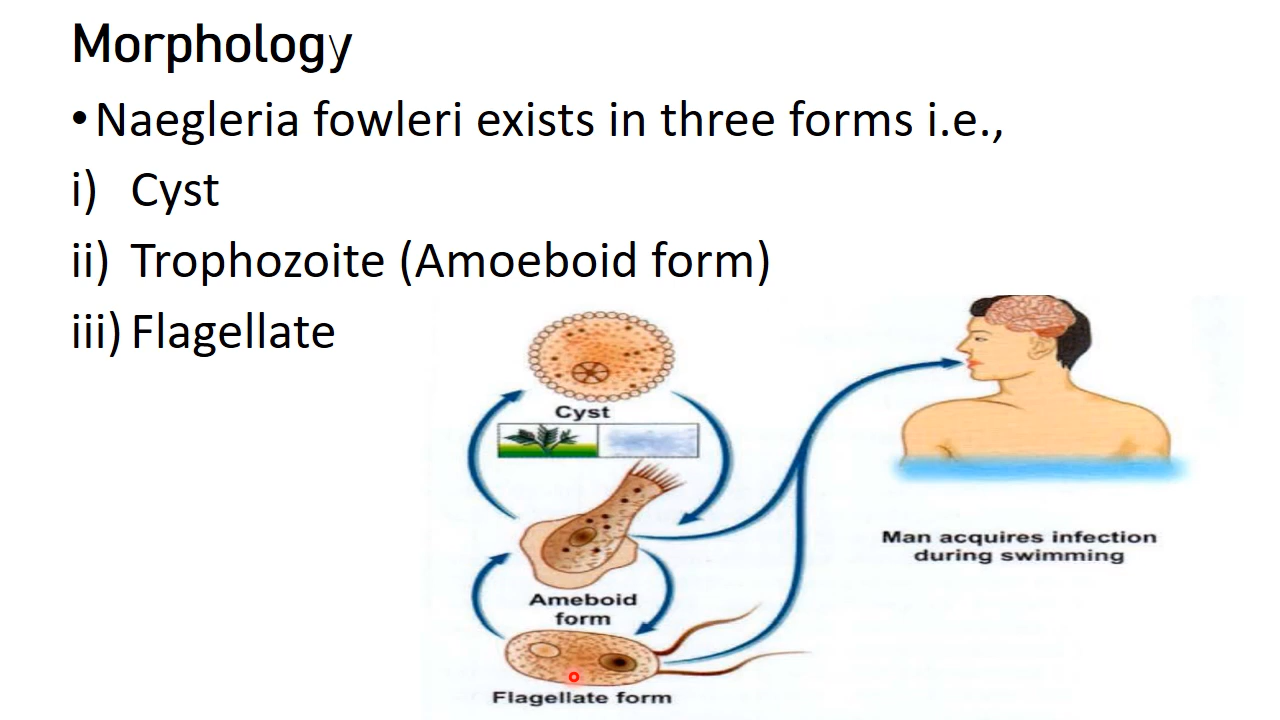 Morphology
• Naegleria fowleri exists in three forms i.e.,
i) Cyst
ii) Trophozoite (Amoeboid form)
iii) Flagellate
Cyst
Ameboid
form
Flagellate form
Man acquires infection
during swimming